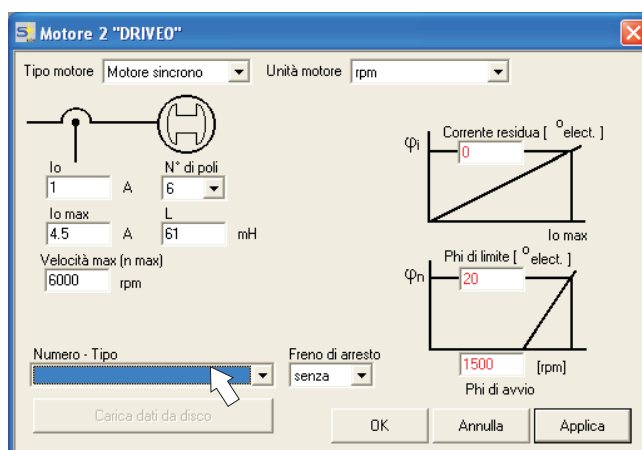 Motore 2 "DRIVE0"
Tipo motore Motore sincrono Unità motore rpm
Io N° di poli
1 A 6
Io max L
4.5 A 61 mH
Velocità max (n max)
6000 rpm
φi Corrente residua [ °elect. ]
0
Io max
φn Phi di limite [ °elect. ]
20
1500 [rpm]
Phi di avvio
Numero - Tipo Freno di arresto
senza
Carica dati da disco
OK Annulla Applica